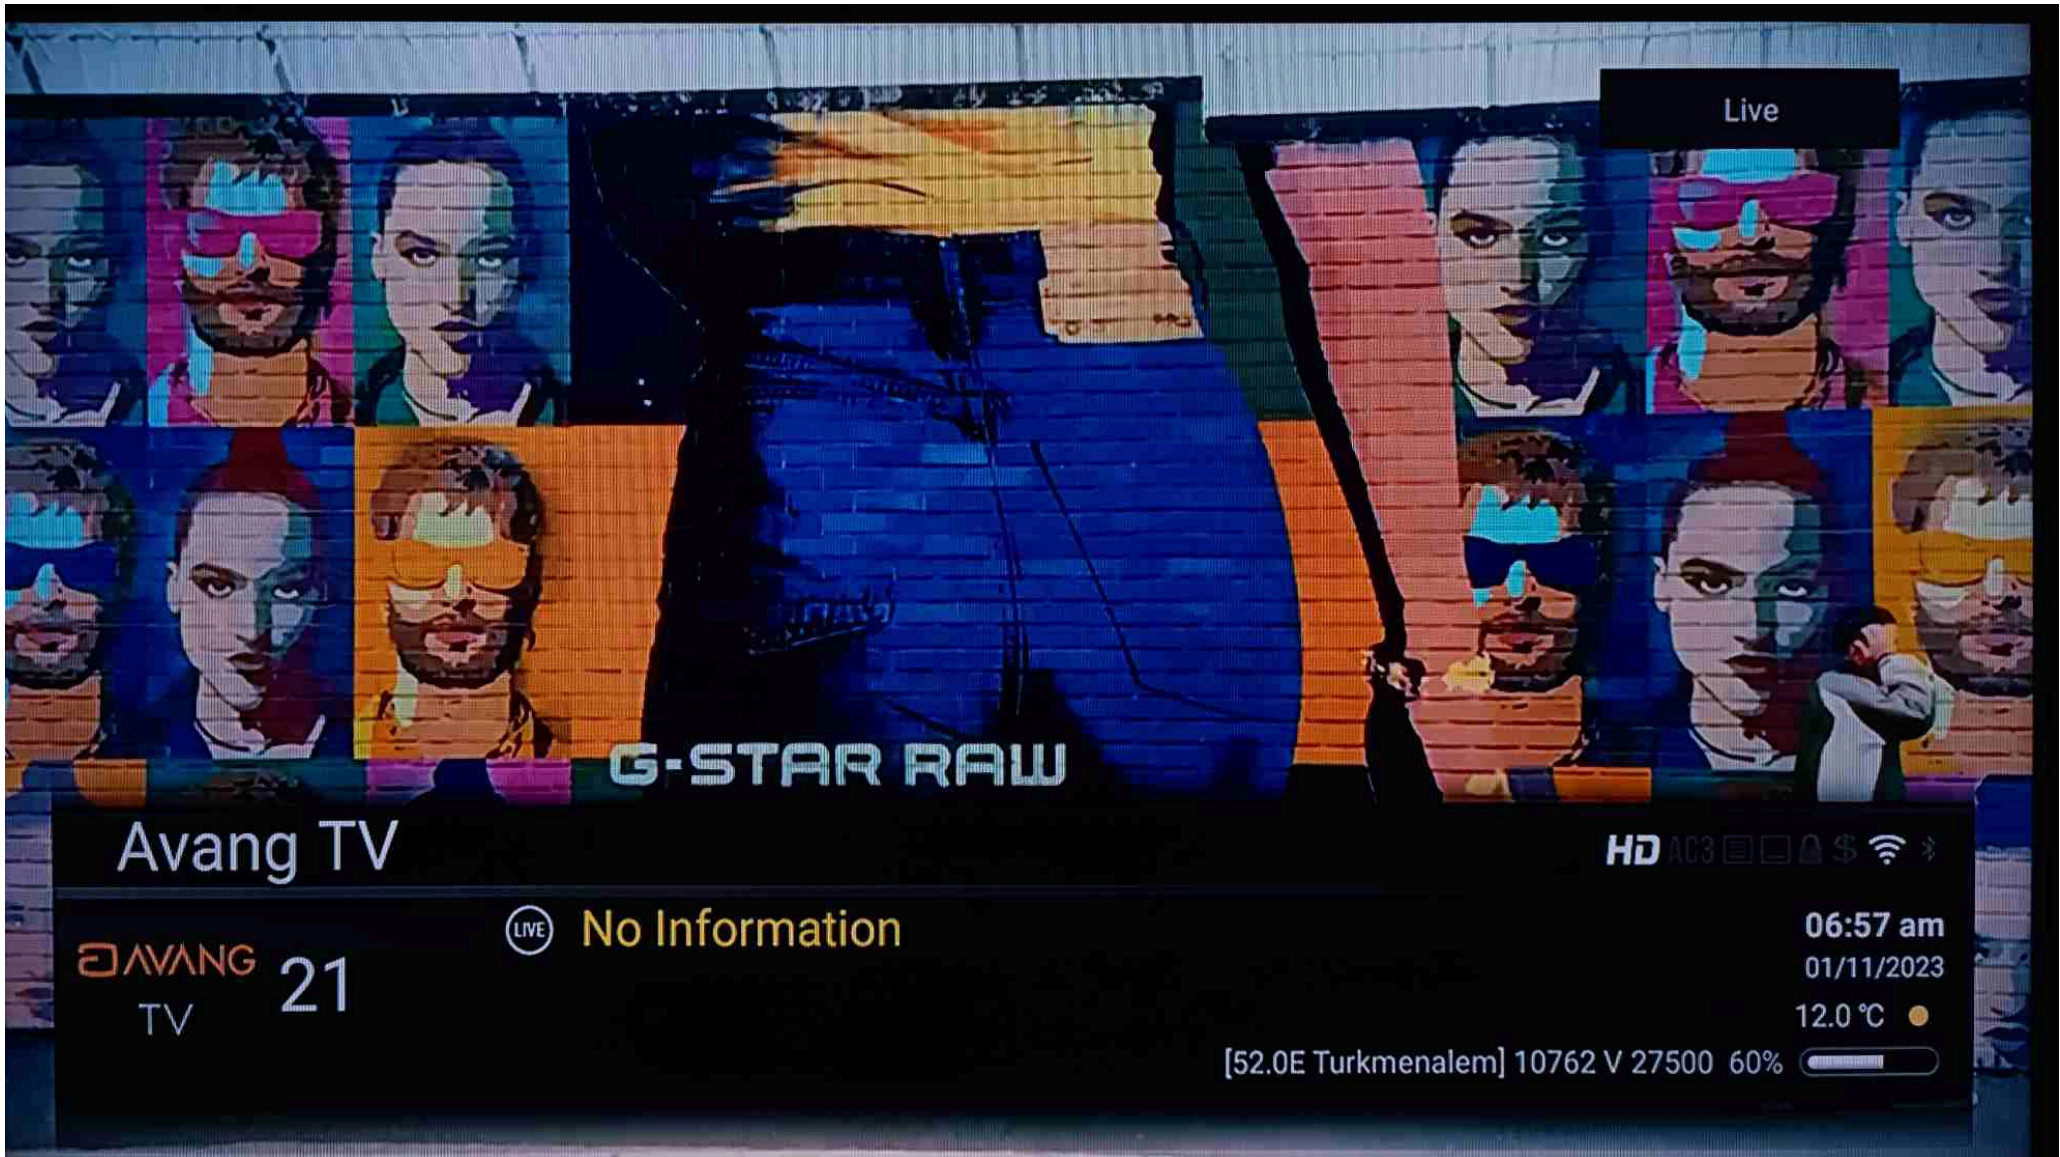 Live
G-STAR RAW
Avang TV
HD AC3 $
LIVE No Information
06:57 am
AVANG
TV
21
01/11/2023
12.0 °C
[52.0E Turkmenalem] 10762 V 27500 60%